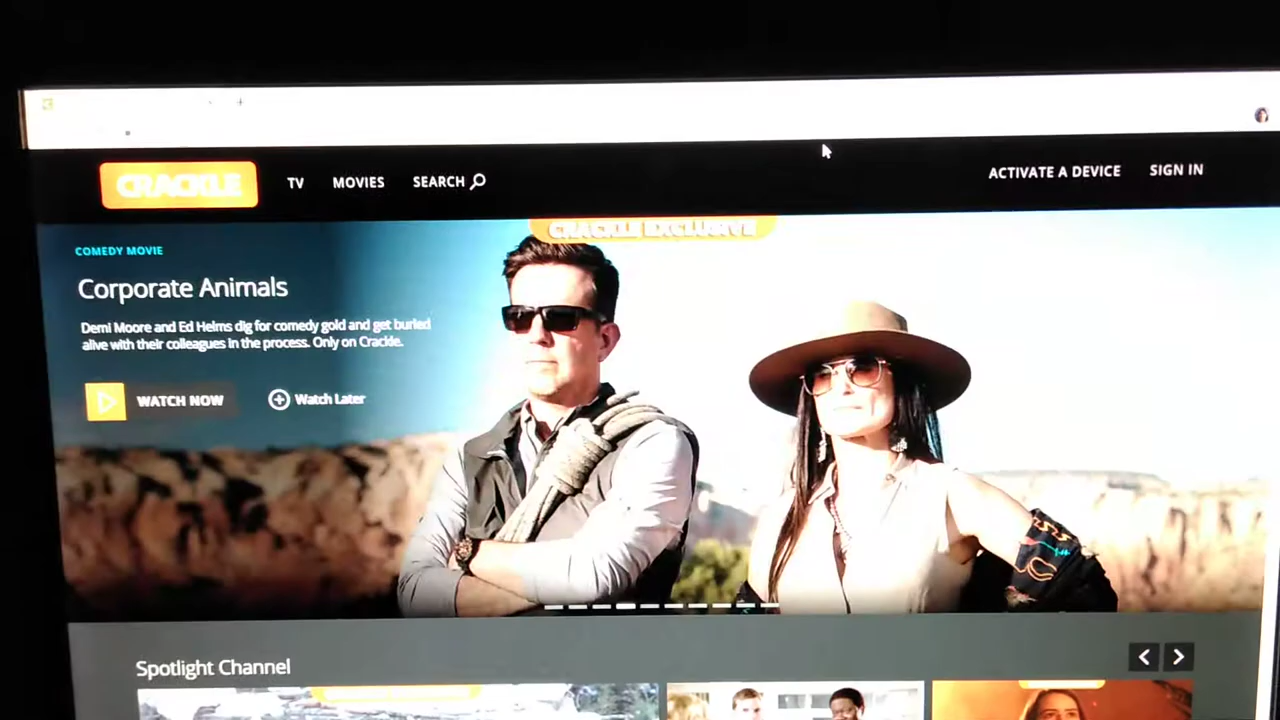 CRACKLE
TV
MOVIES
SEARCH
ACTIVATE A DEVICE
SIGN IN
CRACKLE EXCLUSIVE
COMEDY MOVIE
Corporate Animals
Demi Moore and Ed Helms dig for comedy gold and get buried
alive with their colleagues in the process. Only on Crackle.
WATCH NOW
Watch Later
Spotlight Channel